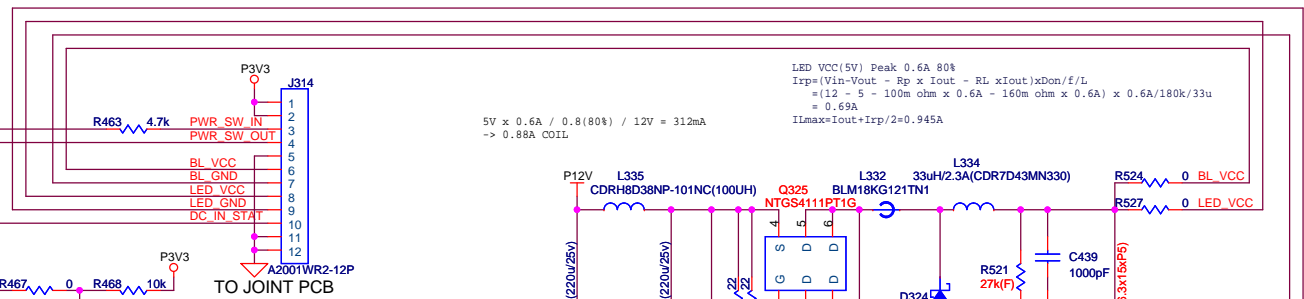 P3V3
J314
1
2
R463 4.7k PWR_SW_IN 3
PWR_SW_OUT 4
5
BL_VCC 6
BL_GND 7
LED_VCC 8
LED_GND 9
DC_IN_STAT 10
11
12
A2001WR2-12P
TO JOINT PCB
P3V3
R467 0 R468 10k
5V x 0.6A / 0.8(80%) / 12V = 312mA
-> 0.88A COIL
LED VCC(5V) Peak 0.6A 80%
Irp=(Vin-Vout - Rp x Iout - RL xIout)xDon/f/L
=(12 - 5 - 100m ohm x 0.6A - 160m ohm x 0.6A) x 0.6A/180k/33u
= 0.69A
ILmax=Iout+Irp/2=0.945A
P12V
L335
CDRH8D38NP-101NC(100UH)
Q325
NTGS4111PT1G
L332
BLM18KG121TN1
L334
33uH/2.3A(CDR7D43MN330)
R524 0 BL_VCC
R527 0 LED_VCC
4 5 6
S D D
G D D
(220u/25v)
(220u/25v)
22
22
D324
R521
27k(F)
C439
1000pF
.3x15xP5)